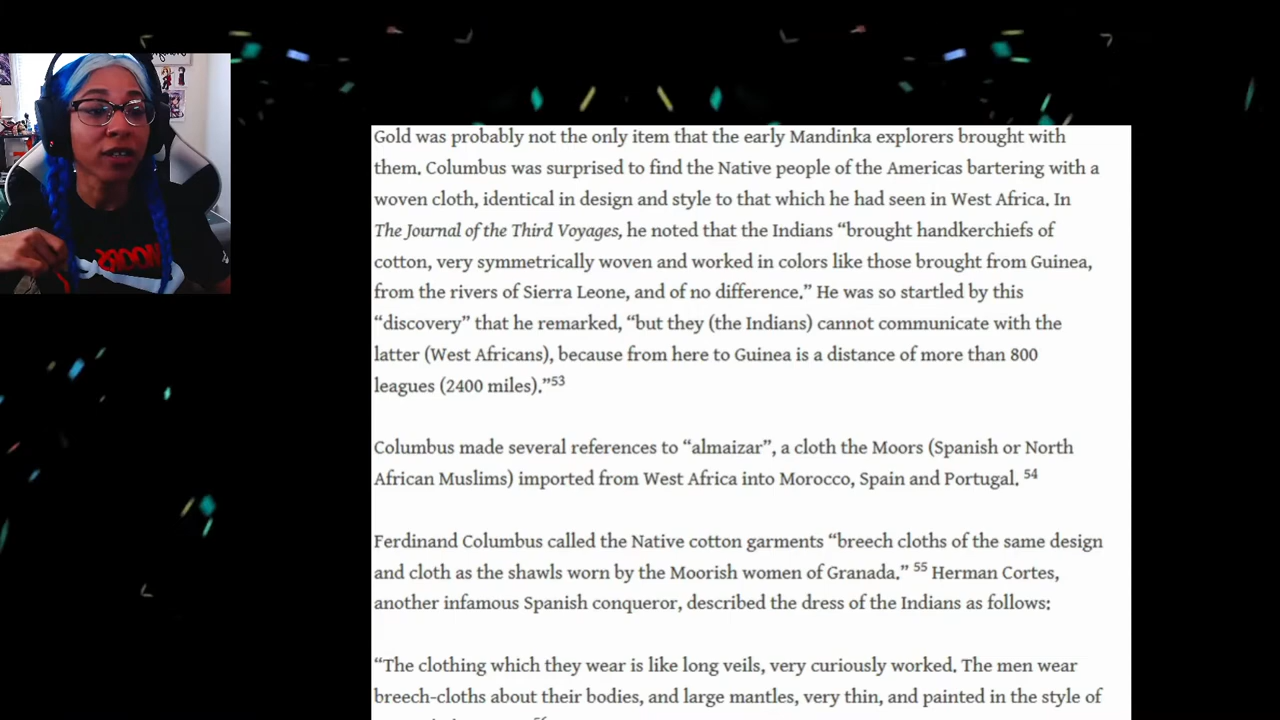 Gold was probably not the only item that the early Mandinka explorers brought with
them. Columbus was surprised to find the Native people of the Americas bartering with a
woven cloth, identical in design and style to that which he had seen in West Africa. In
The Journal of the Third Voyages, he noted that the Indians “brought handkerchiefs of
cotton, very symmetrically woven and worked in colors like those brought from Guinea,
from the rivers of Sierra Leone, and of no difference.” He was so startled by this
“discovery” that he remarked, “but they (the Indians) cannot communicate with the
latter (West Africans), because from here to Guinea is a distance of more than 800
leagues (2400 miles).”53
Columbus made several references to “almaizar”, a cloth the Moors (Spanish or North
African Muslims) imported from West Africa into Morocco, Spain and Portugal. 54
Ferdinand Columbus called the Native cotton garments “breech cloths of the same design
and cloth as the shawls worn by the Moorish women of Granada.” 55 Herman Cortes,
another infamous Spanish conqueror, described the dress of the Indians as follows:
“The clothing which they wear is like long veils, very curiously worked. The men wear
breech-cloths about their bodies, and large mantles, very thin, and painted in the style of
MOORS